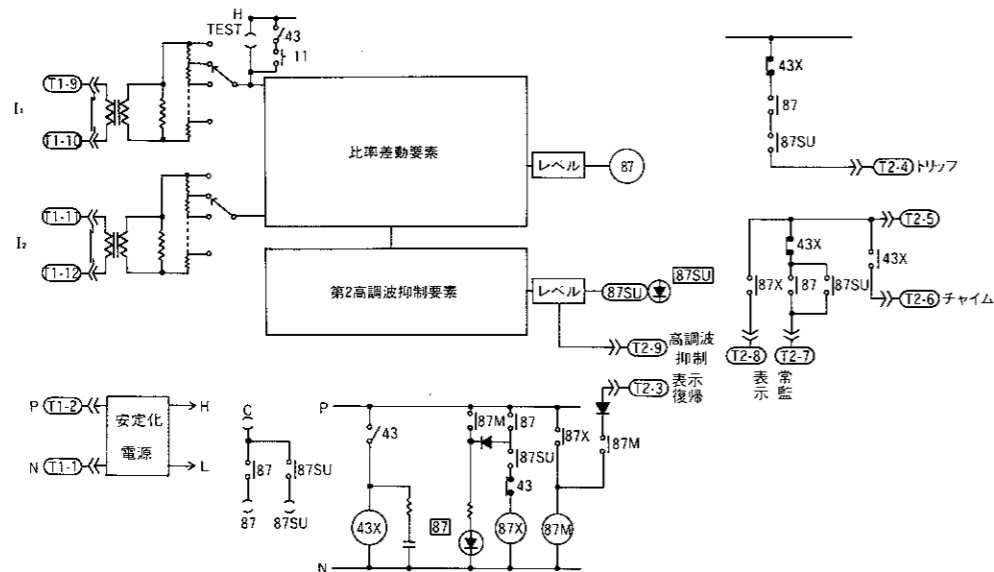 H
TEST
43
11
T1-9
I₁
T1-10
比率差動要素
レベル
87
T1-11
I₂
T1-12
第2高調波抑制要素
レベル
87SU
87SU
T2-9
高調波
抑制
43X
87
87SU
T2-4
トリップ
T2-5
43X
43X
87X
87
87SU
T2-6
チャイム
T2-8
T2-7
表示
常監
T2-3
表示
復帰
P
T1-2
安定化
電源
H
N
T1-1
L
C
87
87SU
87
87SU
P
43
87M
87
87SU
43
87X
87M
43X
87
87X
87M
N